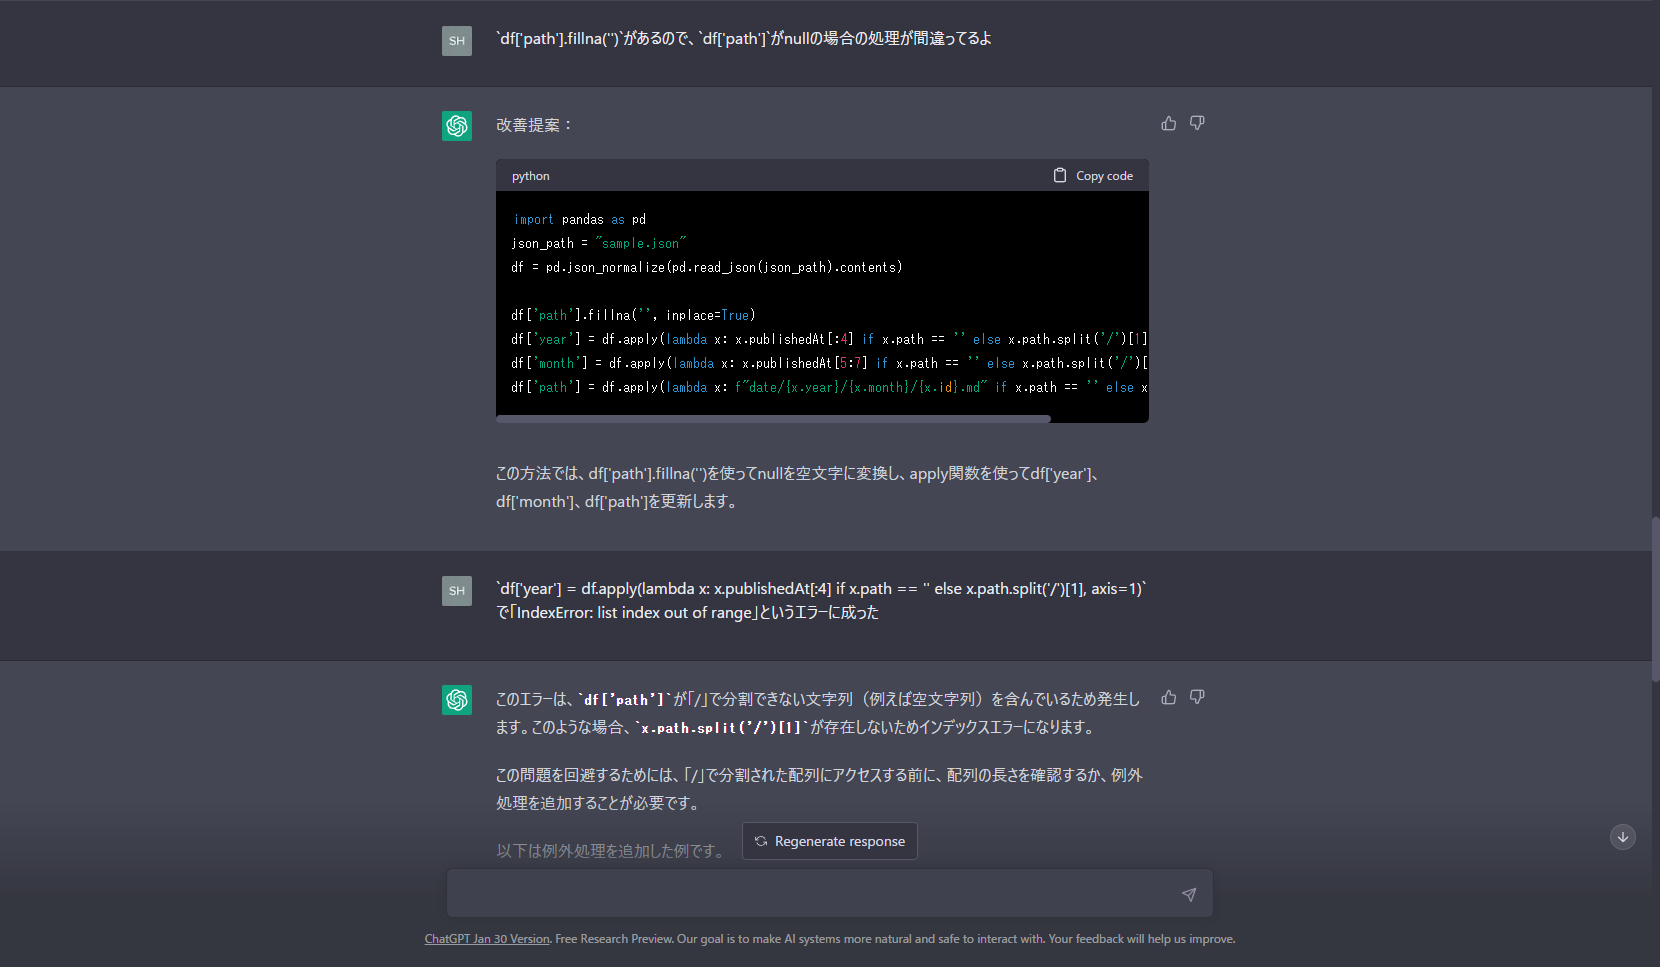 SH
`df['path'].fillna('')`があるので、`df['path']`がnullの場合の処理が間違ってるよ
改善提案：
python
Copy code
import pandas as pd
json_path = "sample.json"
df = pd.json_normalize(pd.read_json(json_path).contents)
df['path'].fillna('', inplace=True)
df['year'] = df.apply(lambda x: x.publishedAt[:4] if x.path == '' else x.path.split('/')[1]
df['month'] = df.apply(lambda x: x.publishedAt[5:7] if x.path == '' else x.path.split('/')[
df['path'] = df.apply(lambda x: f"date/{x.year}/{x.month}/{x.id}.md" if x.path == '' else x
この方法では、df['path'].fillna('')を使ってnullを空文字に変換し、apply関数を使ってdf['year']、
df['month']、df['path']を更新します。
SH
`df['year'] = df.apply(lambda x: x.publishedAt[:4] if x.path == '' else x.path.split('/')[1], axis=1)`
で「IndexError: list index out of range」というエラーに成った
このエラーは、`df['path']`が「/」で分割できない文字列（例えば空文字列）を含んでいるため発生し
ます。このような場合、`x.path.split('/')[1]`が存在しないためインデックスエラーになります。
この問題を回避するためには、「/」で分割された配列にアクセスする前に、配列の長さを確認するか、例外
処理を追加することが必要です。
以下は例外処理を追加した例です。
Regenerate response
ChatGPT Jan 30 Version. Free Research Preview. Our goal is to make AI systems more natural and safe to interact with. Your feedback will help us improve.